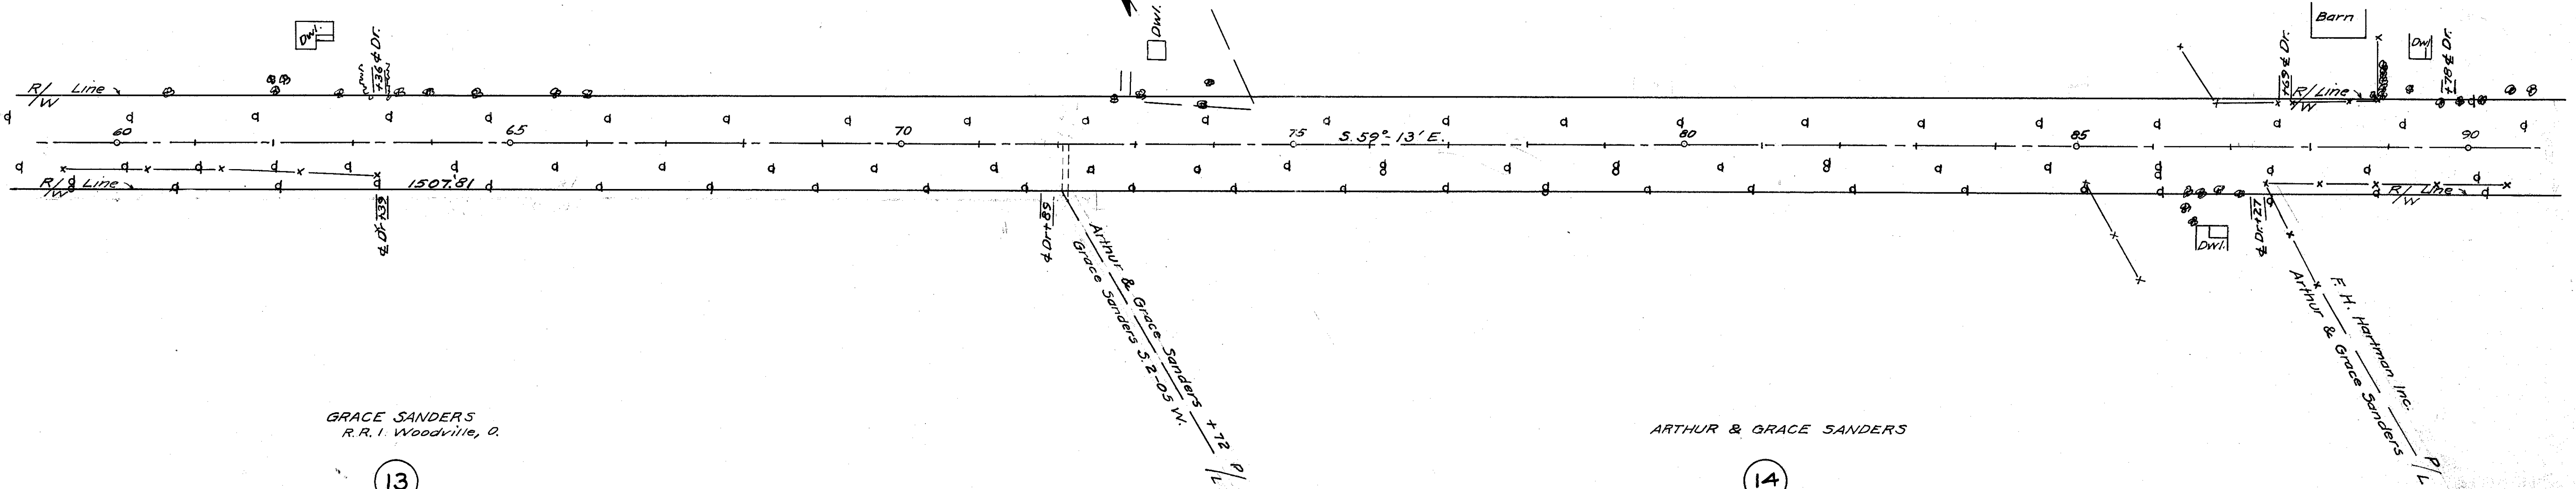 Dwl.
+36 ℄ Dr.
Dwl.
+69 ℄ Dr.
Barn
Dwl
+78 ℄ Dr.
R/W Line
R/W Line
60
65
70
75
S. 59°-13' E.
80
85
90
R/W Line
1507.81
R/W Line
℄ Dr +39
℄ Dr +89
℄ Dr. +27
Dwl.
Arthur & Grace Sanders +72 P/L
Grace Sanders S. 2-05 W.
F. H. Hartman Inc.
Arthur & Grace Sanders P/L
GRACE SANDERS
R.R.1. Woodville, O.
ARTHUR & GRACE SANDERS
13
14